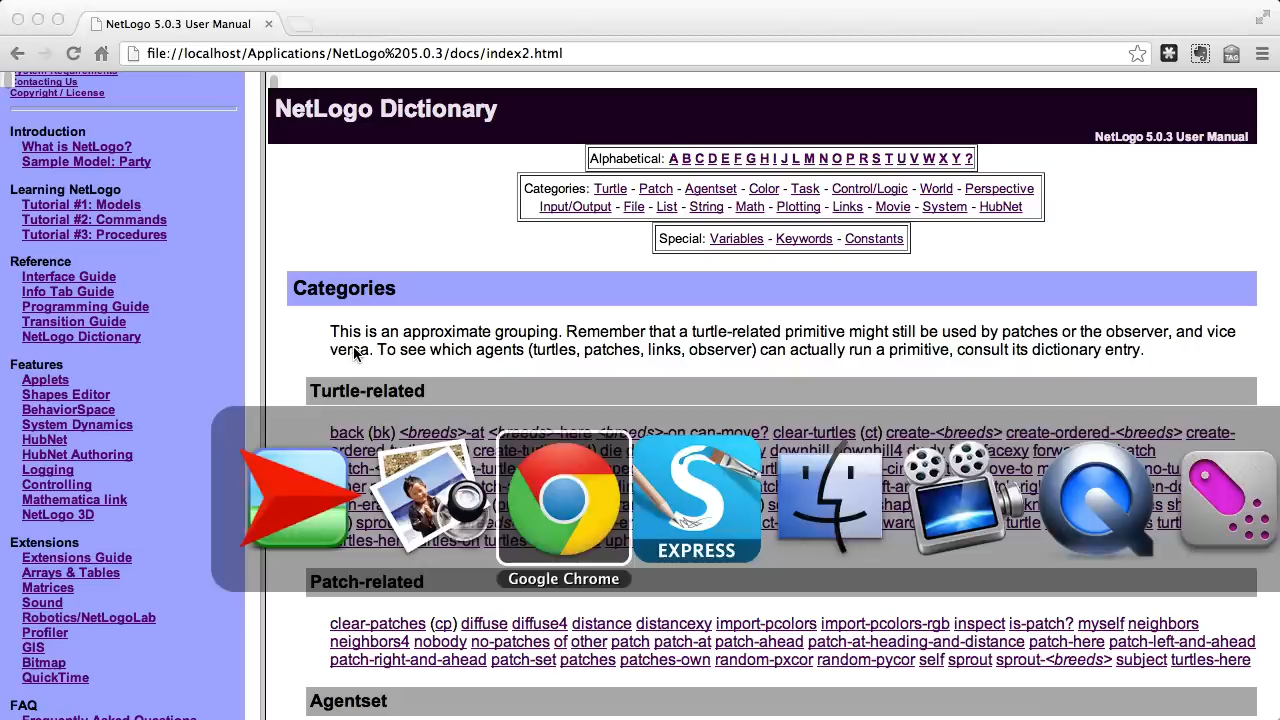 NetLogo 5.0.3 User Manual
file://localhost/Applications/NetLogo%205.0.3/docs/index2.html
TAG
Contacting Us
Copyright / License
Introduction
What is NetLogo?
Sample Model: Party
Learning NetLogo
Tutorial #1: Models
Tutorial #2: Commands
Tutorial #3: Procedures
Reference
Interface Guide
Info Tab Guide
Programming Guide
Transition Guide
NetLogo Dictionary
Features
Applets
Shapes Editor
BehaviorSpace
System Dynamics
HubNet
HubNet Authoring
Logging
Controlling
Mathematica link
NetLogo 3D
Extensions
Extensions Guide
Arrays & Tables
Matrices
Sound
Robotics/NetLogoLab
Profiler
GIS
Bitmap
QuickTime
FAQ
Frequently Asked Questions
NetLogo Dictionary
NetLogo 5.0.3 User Manual
Alphabetical: A B C D E F G H I J L M N O P R S T U V W X Y ?
Categories: Turtle - Patch - Agentset - Color - Task - Control/Logic - World - Perspective
Input/Output - File - List - String - Math - Plotting - Links - Movie - System - HubNet
Special: Variables - Keywords - Constants
Categories
This is an approximate grouping. Remember that a turtle-related primitive might still be used by patches or the observer, and vice
versa. To see which agents (turtles, patches, links, observer) can actually run a primitive, consult its dictionary entry.
Turtle-related
back (bk) <breeds>-at <breeds>-here <breeds>-on can-move? clear-turtles (ct) create-<breeds> create-ordered-<breeds> create-
EXPRESS
Google Chrome
Patch-related
clear-patches (cp) diffuse diffuse4 distance distancexy import-pcolors import-pcolors-rgb inspect is-patch? myself neighbors
neighbors4 nobody no-patches of other patch patch-at patch-ahead patch-at-heading-and-distance patch-here patch-left-and-ahead
patch-right-and-ahead patch-set patches patches-own random-pxcor random-pycor self sprout sprout-<breeds> subject turtles-here
Agentset